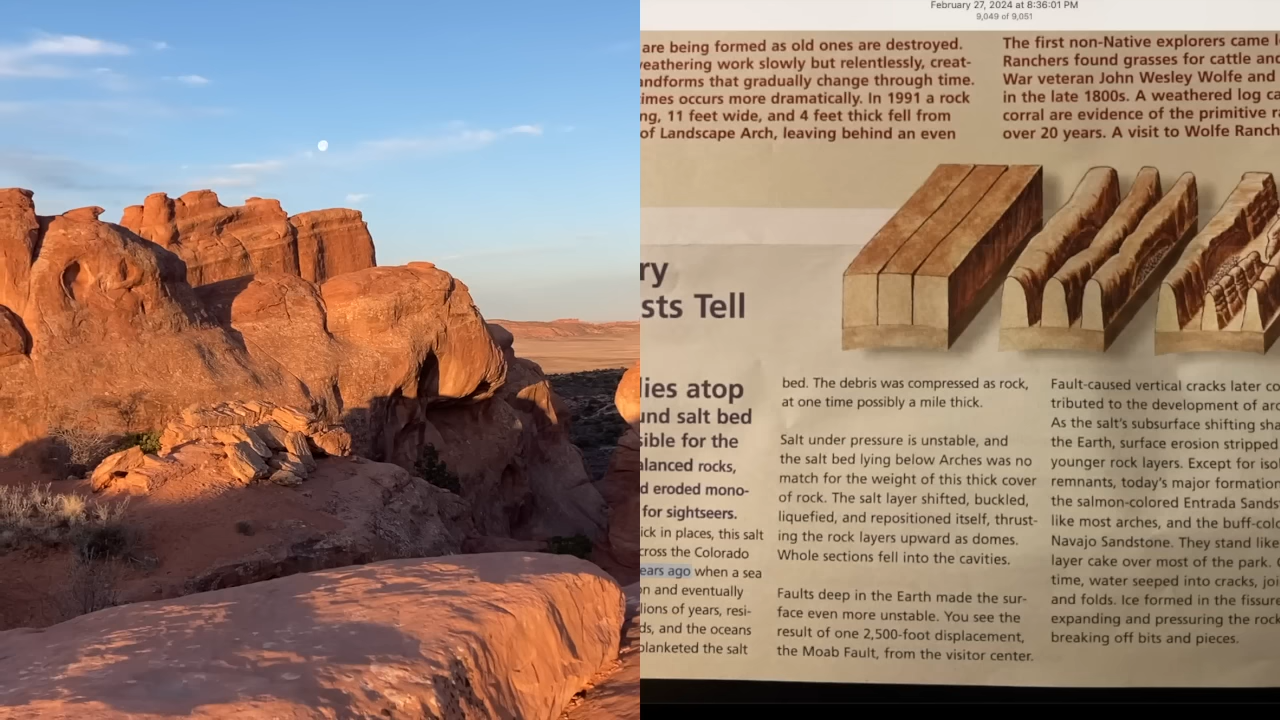 February 27, 2024 at 8:36:01 PM
9,049 of 9,051
are being formed as old ones are destroyed.
eathering work slowly but relentlessly, creat-
ndforms that gradually change through time.
imes occurs more dramatically. In 1991 a rock
ng, 11 feet wide, and 4 feet thick fell from
of Landscape Arch, leaving behind an even
The first non-Native explorers came l
Ranchers found grasses for cattle and
War veteran John Wesley Wolfe and
in the late 1800s. A weathered log ca
corral are evidence of the primitive ra
over 20 years. A visit to Wolfe Ranch
ry
sts Tell
lies atop
und salt bed
sible for the
alanced rocks,
d eroded mono-
for sightseers.
ick in places, this salt
cross the Colorado
ears ago when a sea
n and eventually
lions of years, resi-
ds, and the oceans
planketed the salt
bed. The debris was compressed as rock,
at one time possibly a mile thick.
Salt under pressure is unstable, and
the salt bed lying below Arches was no
match for the weight of this thick cover
of rock. The salt layer shifted, buckled,
liquefied, and repositioned itself, thrust-
ing the rock layers upward as domes.
Whole sections fell into the cavities.
Faults deep in the Earth made the sur-
face even more unstable. You see the
result of one 2,500-foot displacement,
the Moab Fault, from the visitor center.
Fault-caused vertical cracks later co
tributed to the development of arc
As the salt's subsurface shifting sha
the Earth, surface erosion stripped
younger rock layers. Except for isol
remnants, today's major formation
the salmon-colored Entrada Sands
like most arches, and the buff-colo
Navajo Sandstone. They stand like
layer cake over most of the park. O
time, water seeped into cracks, joi
and folds. Ice formed in the fissure
expanding and pressuring the rock
breaking off bits and pieces.